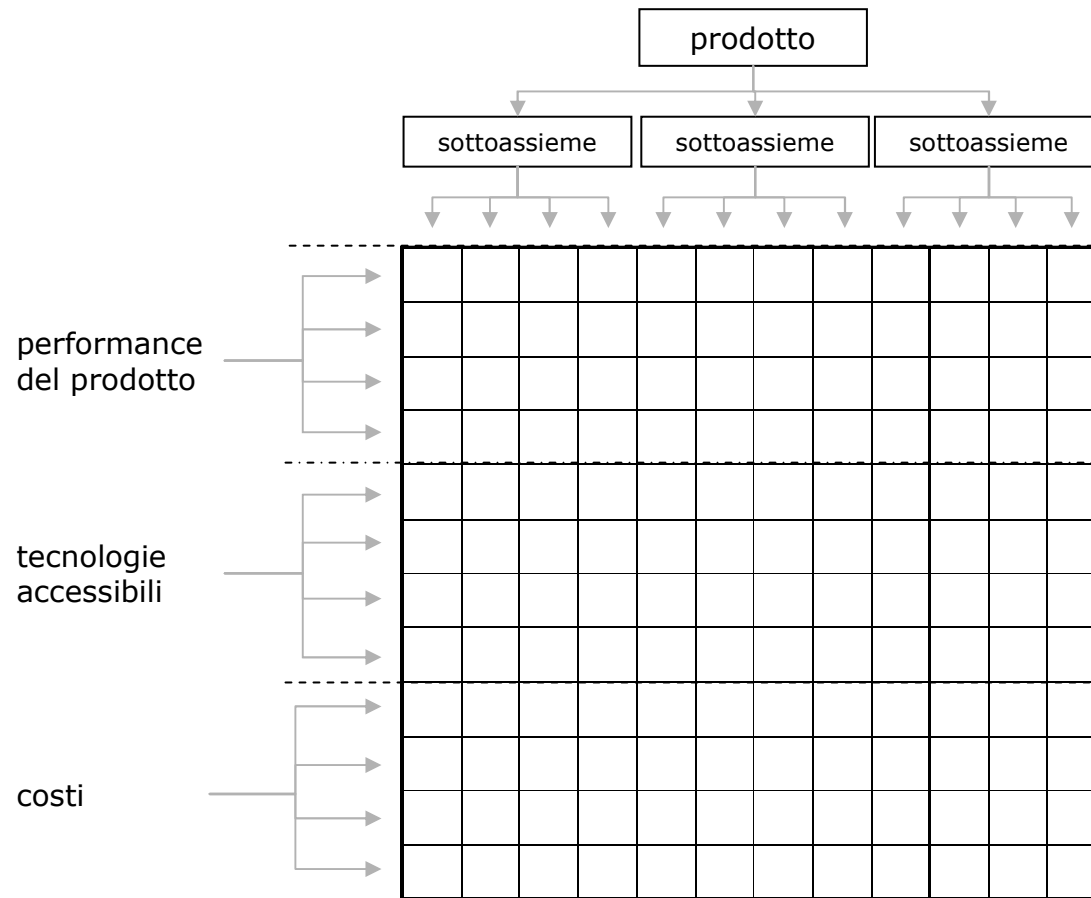 prodotto
sottoassieme
sottoassieme
sottoassieme
performance
del prodotto
tecnologie
accessibili
costi